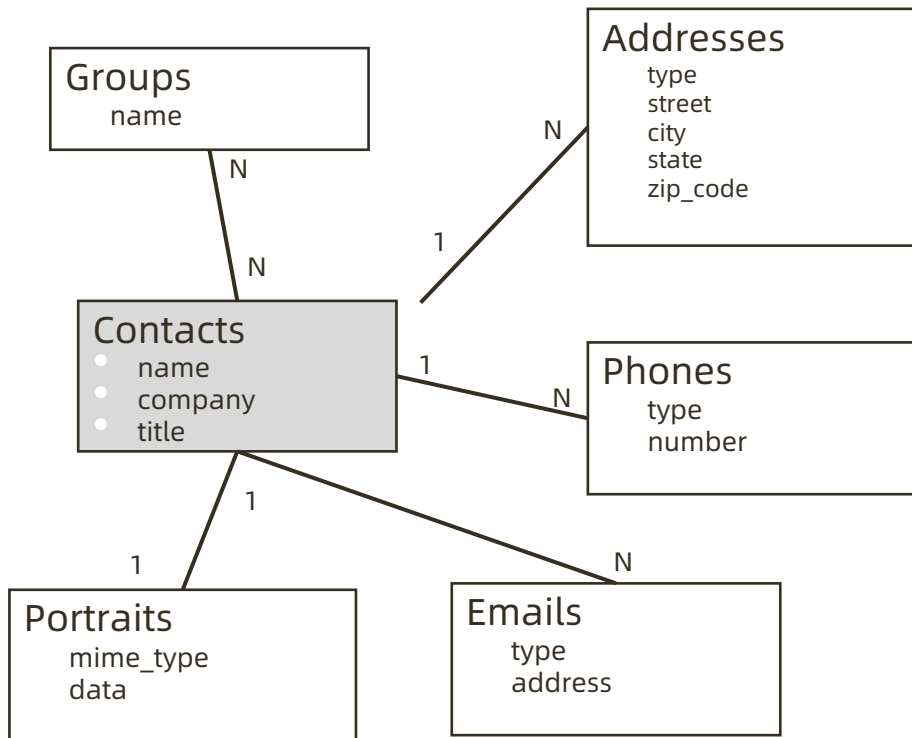 Groups
name
N
N
Addresses
type
street
city
state
zip_code
N
1
Contacts
name
company
title
1
N
Phones
type
number
1
1
N
Portraits
mime_type
data
Emails
type
address